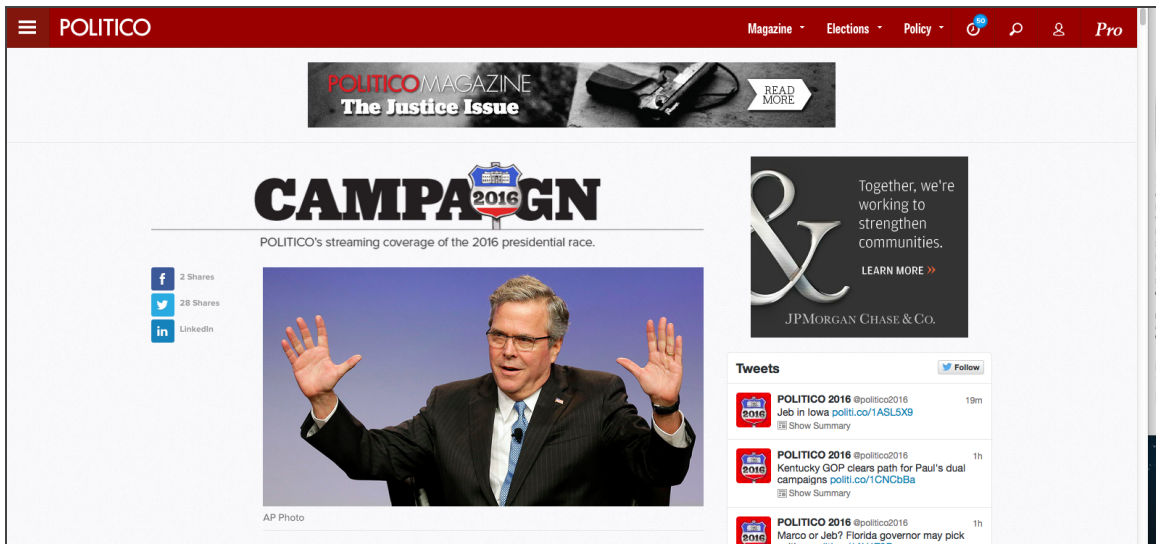 POLITICO
Magazine
Elections
Policy
50
Pro
POLITICOMAGAZINE
The Justice Issue
READ
MORE
CAMPAIGN
2016
POLITICO's streaming coverage of the 2016 presidential race.
f
2 Shares
28 Shares
in
LinkedIn
AP Photo
&
Together, we're
working to
strengthen
communities.
LEARN MORE »
JPMORGAN CHASE & CO.
Tweets
Follow
2016
POLITICO 2016 @politico2016
19m
Jeb in Iowa politi.co/1ASL5X9
Show Summary
2016
POLITICO 2016 @politico2016
1h
Kentucky GOP clears path for Paul's dual
campaigns politi.co/1CNCbBa
Show Summary
2016
POLITICO 2016 @politico2016
1h
Marco or Jeb? Florida governor may pick